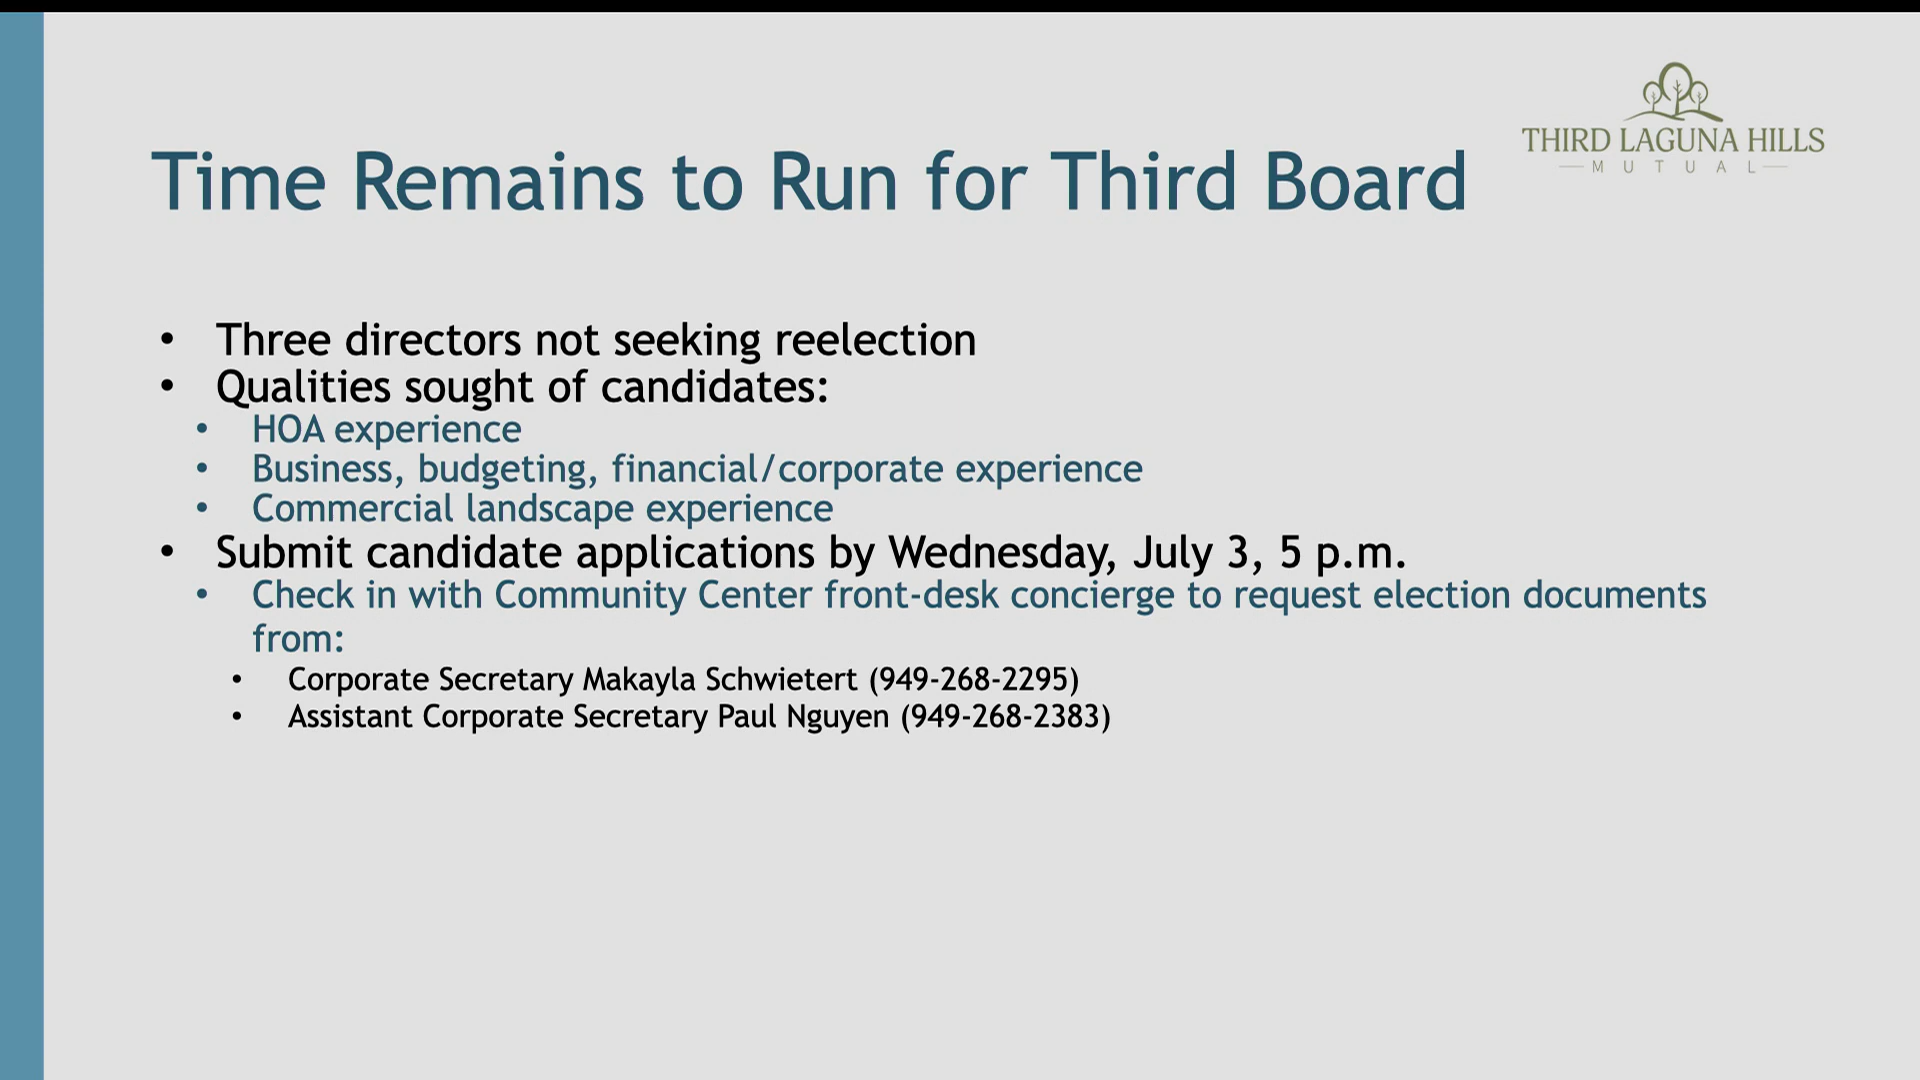 THIRD LAGUNA HILLS
MUTUAL
Time Remains to Run for Third Board
• Three directors not seeking reelection
• Qualities sought of candidates:
• HOA experience
• Business, budgeting, financial/corporate experience
• Commercial landscape experience
• Submit candidate applications by Wednesday, July 3, 5 p.m.
• Check in with Community Center front-desk concierge to request election documents
from:
• Corporate Secretary Makayla Schwietert (949-268-2295)
• Assistant Corporate Secretary Paul Nguyen (949-268-2383)